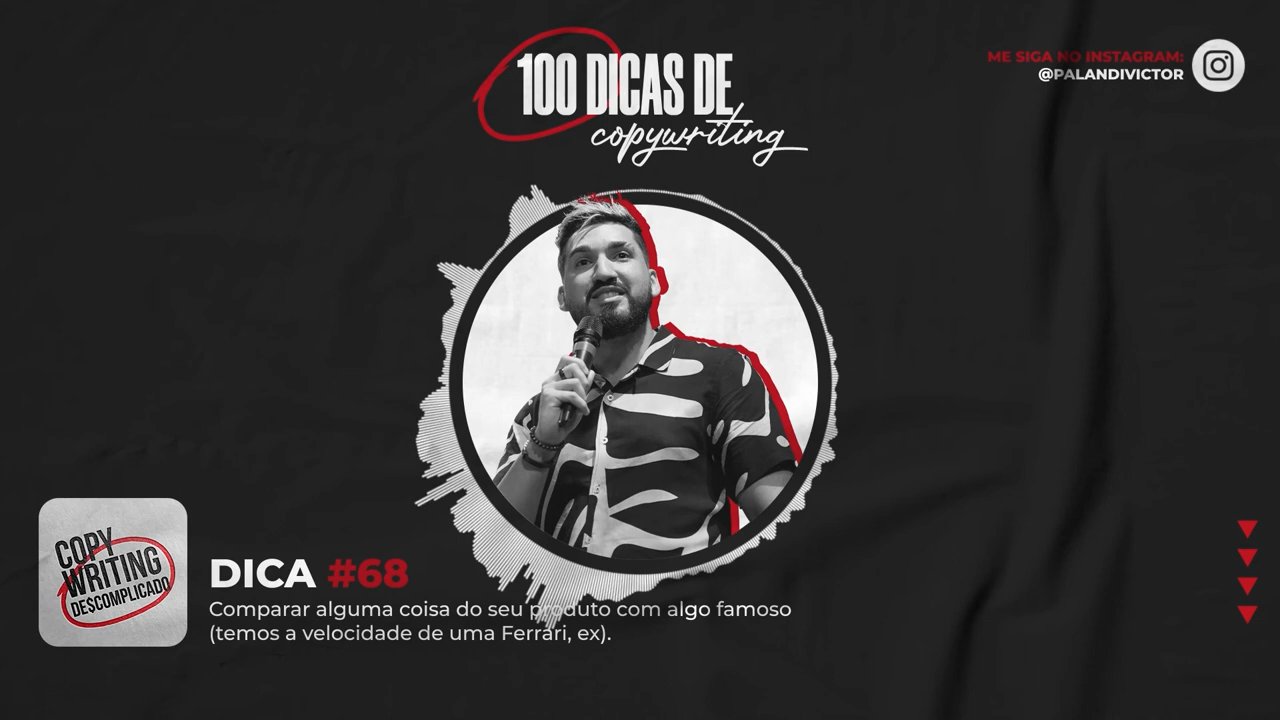 100 DICAS DE
copywriting
ME SIGA NO INSTAGRAM:
@PALANDIVICTOR
COPY
WRITING
DESCOMPLICADO
DICA #68
Comparar alguma coisa do seu produto com algo famoso
(temos a velocidade de uma Ferrari, ex).